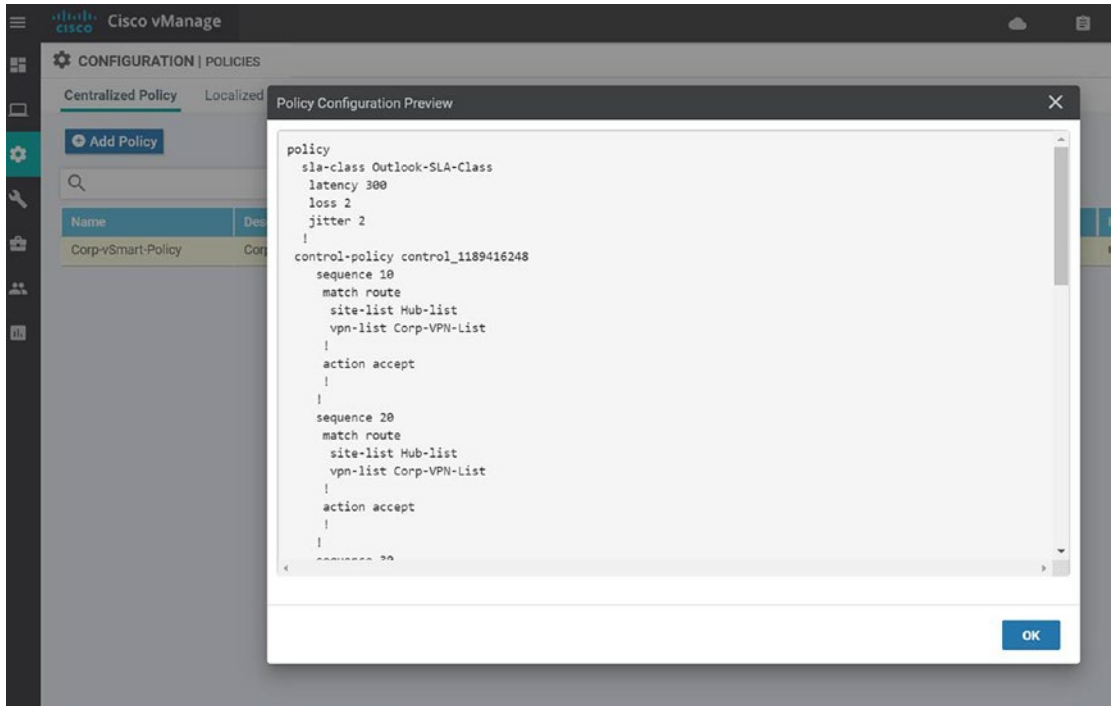 cisco Cisco vManage
CONFIGURATION | POLICIES
Centralized Policy Localized
Policy Configuration Preview
Add Policy
Name Des
Corp-vSmart-Policy Corp
policy
sla-class Outlook-SLA-Class
latency 300
loss 2
jitter 2
!
control-policy control_1189416248
sequence 10
match route
site-list Hub-list
vpn-list Corp-VPN-List
!
action accept
!
!
sequence 20
match route
site-list Hub-list
vpn-list Corp-VPN-List
!
action accept
!
!
sequence 30
OK